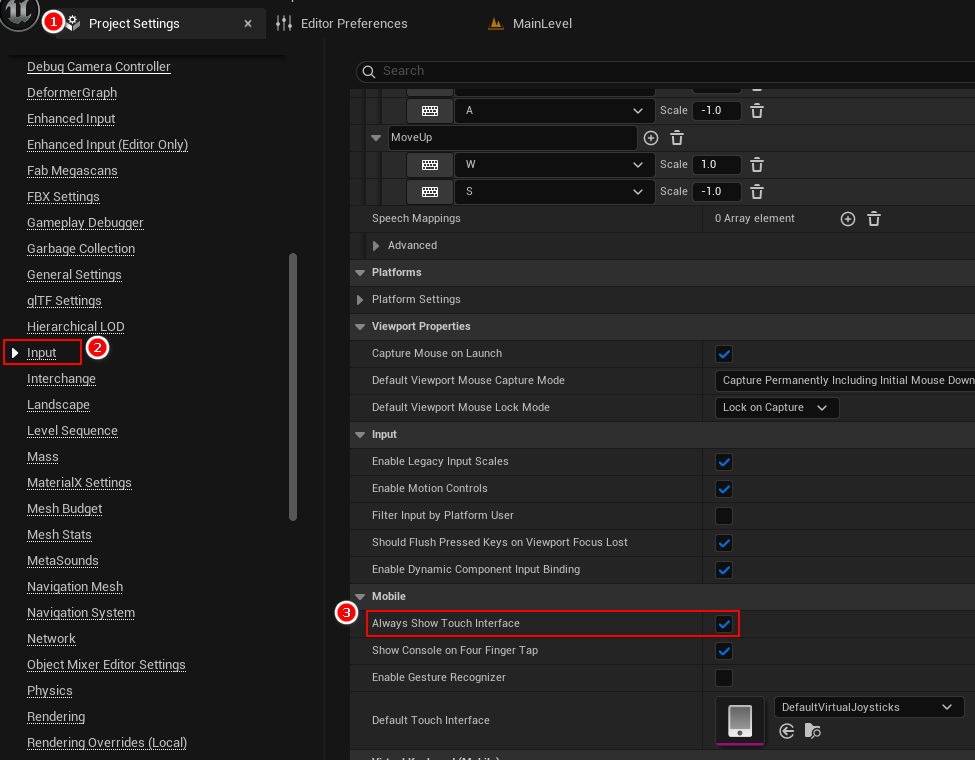 1 Project Settings × Editor Preferences MainLevel
Debug Camera Controller
DeformerGraph
Enhanced Input
Enhanced Input (Editor Only)
Fab Megascans
FBX Settings
Gameplay Debugger
Garbage Collection
General Settings
glTF Settings
Hierarchical LOD
Input 2
Interchange
Landscape
Level Sequence
Mass
MaterialX Settings
Mesh Budget
Mesh Stats
MetaSounds
Navigation Mesh
Navigation System
Network
Object Mixer Editor Settings
Physics
Rendering
Rendering Overrides (Local)
Search
A Scale -1.0
MoveUp
W Scale 1.0
S Scale -1.0
Speech Mappings 0 Array element
Advanced
Platforms
Platform Settings
Viewport Properties
Capture Mouse on Launch
Default Viewport Mouse Capture Mode Capture Permanently Including Initial Mouse Down
Default Viewport Mouse Lock Mode Lock on Capture
Input
Enable Legacy Input Scales
Enable Motion Controls
Filter Input by Platform User
Should Flush Pressed Keys on Viewport Focus Lost
Enable Dynamic Component Input Binding
Mobile
3 Always Show Touch Interface
Show Console on Four Finger Tap
Enable Gesture Recognizer
Default Touch Interface DefaultVirtualJoysticks